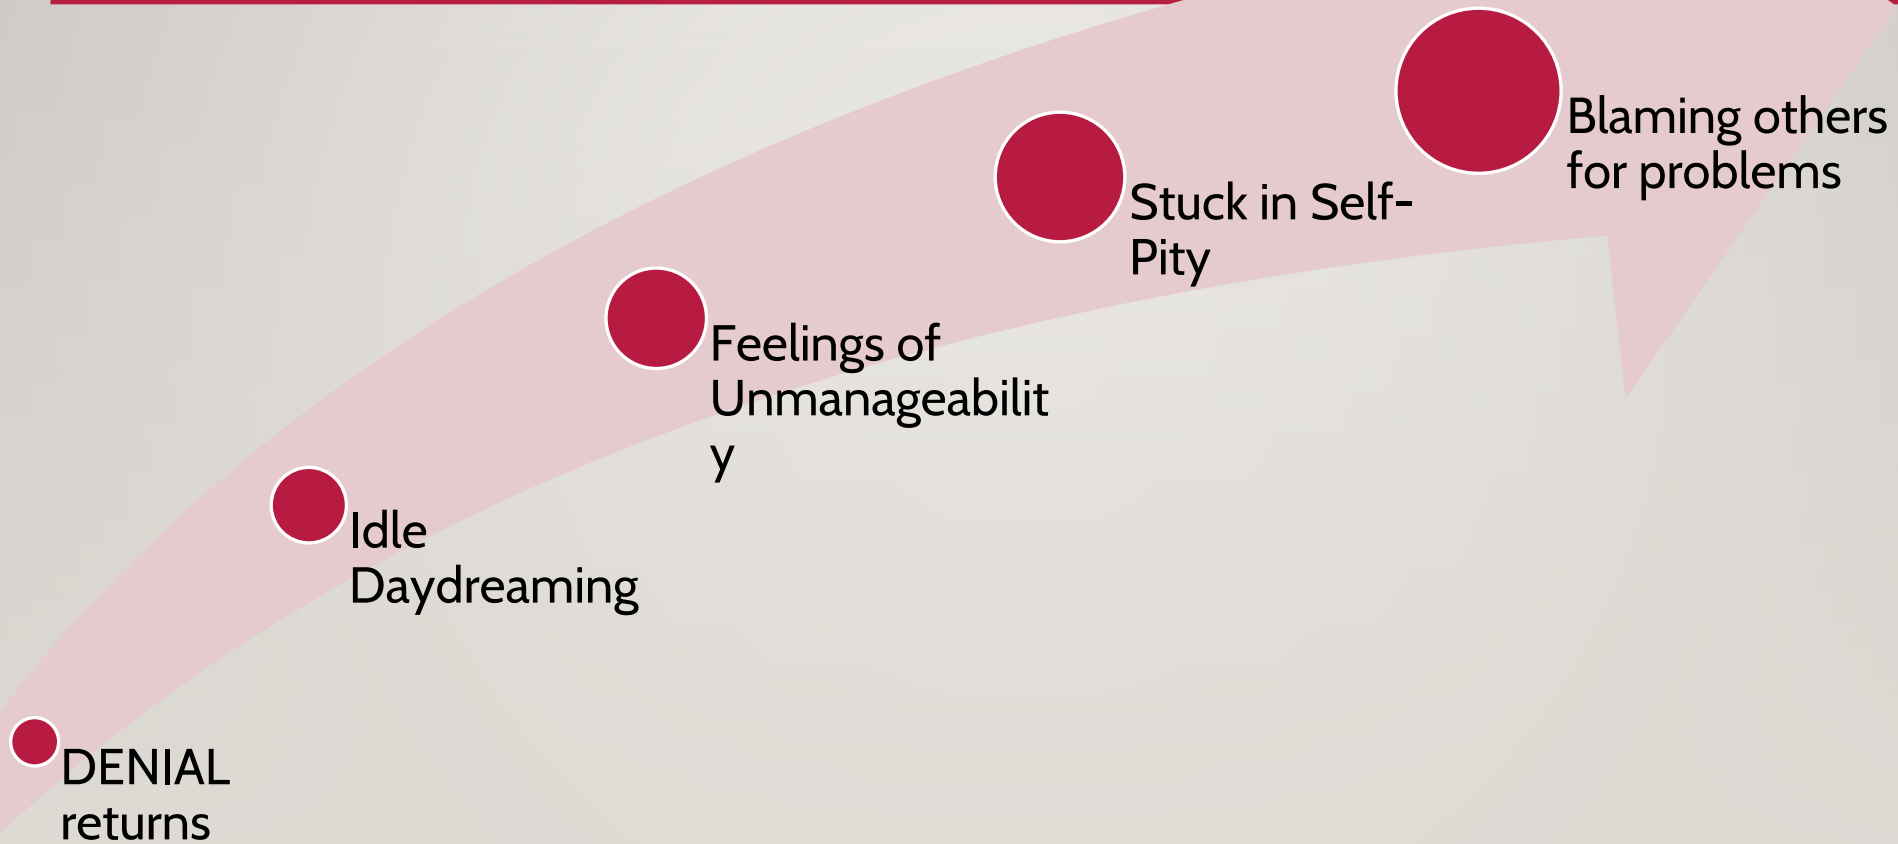 DENIAL
returns
Idle
Daydreaming
Feelings of
Unmanageabilit
y
Stuck in Self-
Pity
Blaming others
for problems